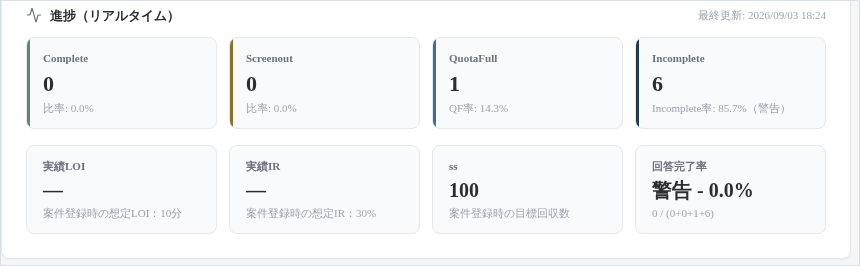 進捗（リアルタイム）
最終更新: 2026/09/03 18:24
Complete
0
比率: 0.0%
Screenout
0
比率: 0.0%
QuotaFull
1
QF率: 14.3%
Incomplete
6
Incomplete率: 85.7%（警告）
実績LOI
—
案件登録時の想定LOI：10分
実績IR
—
案件登録時の想定IR：30%
ss
100
案件登録時の目標回収数
回答完了率
警告 - 0.0%
0 / (0+0+1+6)